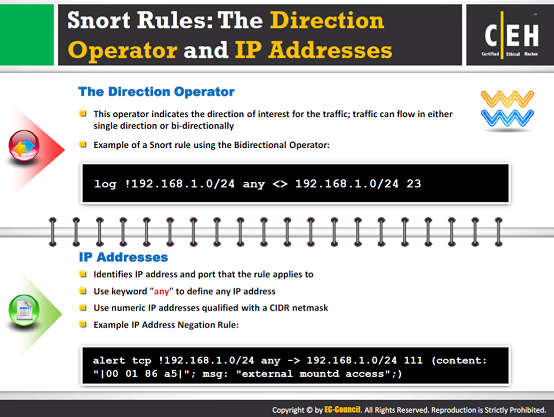 Snort Rules: The Direction
Operator and IP Addresses
C|EH
Certified Ethical Hacker
The Direction Operator
This operator indicates the direction of interest for the traffic; traffic can flow in either
single direction or bi-directionally
Example of a Snort rule using the Bidirectional Operator:
log !192.168.1.0/24 any <> 192.168.1.0/24 23
IP Addresses
Identifies IP address and port that the rule applies to
Use keyword "any" to define any IP address
Use numeric IP addresses qualified with a CIDR netmask
Example IP Address Negation Rule:
alert tcp !192.168.1.0/24 any -> 192.168.1.0/24 111 (content:
"|00 01 86 a5|"; msg: "external mountd access";)
Copyright © by EC-Council. All Rights Reserved. Reproduction is Strictly Prohibited.